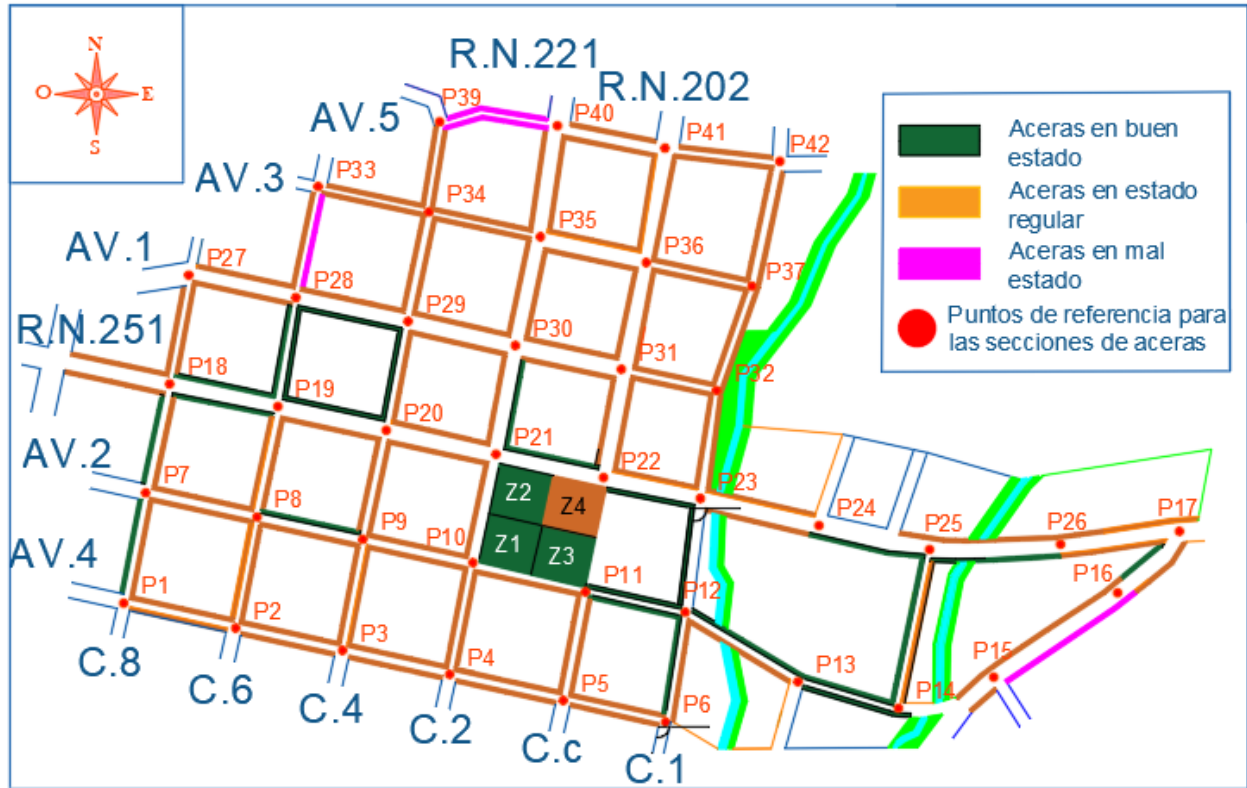 N
O
E
S
R.N.221
R.N.202
AV.5
AV.3
AV.1
R.N.251
AV.2
AV.4
C.8
C.6
C.4
C.2
C.c
C.1
P39
P40
P41
P42
P33
P34
P35
P36
P37
P27
P28
P29
P30
P31
P32
P18
P19
P20
P21
P22
P23
P24
P25
P26
P17
P7
P8
P9
P10
P11
P12
P16
P13
P14
P15
P1
P2
P3
P4
P5
P6
Z2
Z4
Z1
Z3
Aceras en buen
estado
Aceras en estado
regular
Aceras en mal
estado
Puntos de referencia para
las secciones de aceras